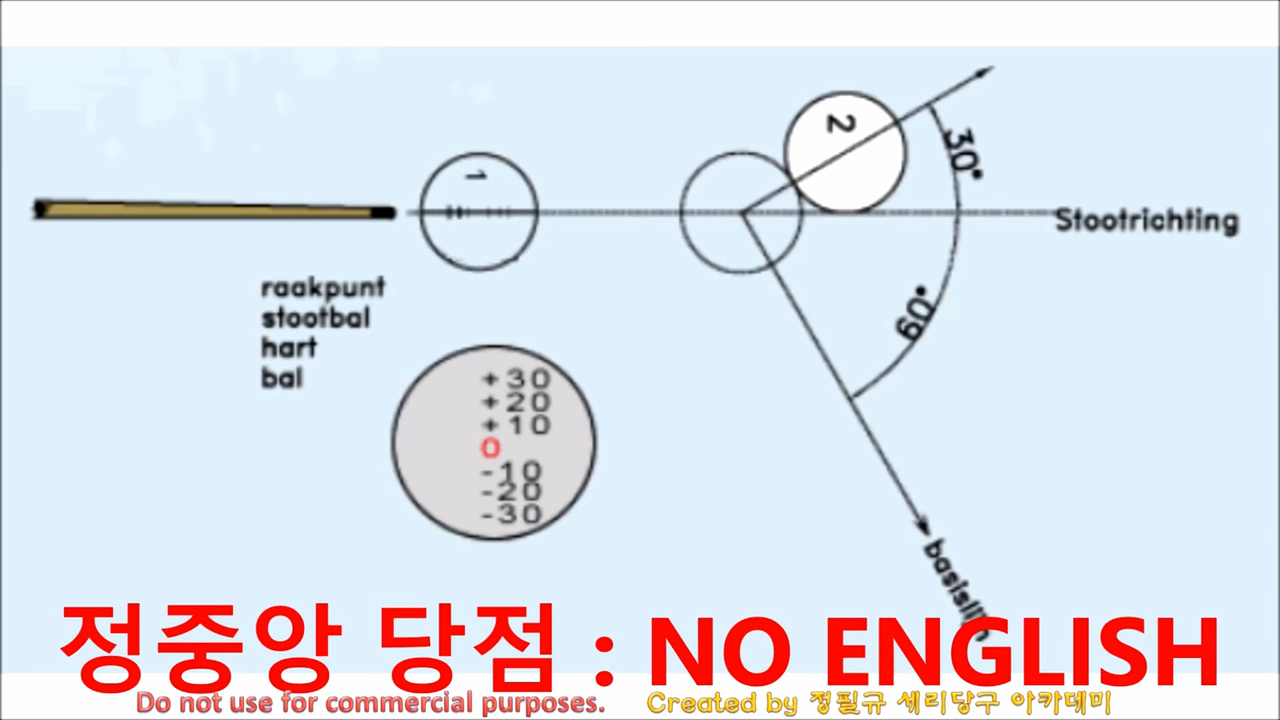 1
2
30°
Stootrichting
60°
raakpunt
stootbal
hart
bal
+30
+20
+10
0
-10
-20
-30
정중앙 당점 : NO ENGLISH
Do not use for commercial purposes. Created by 정필규 세리당구 아카데미